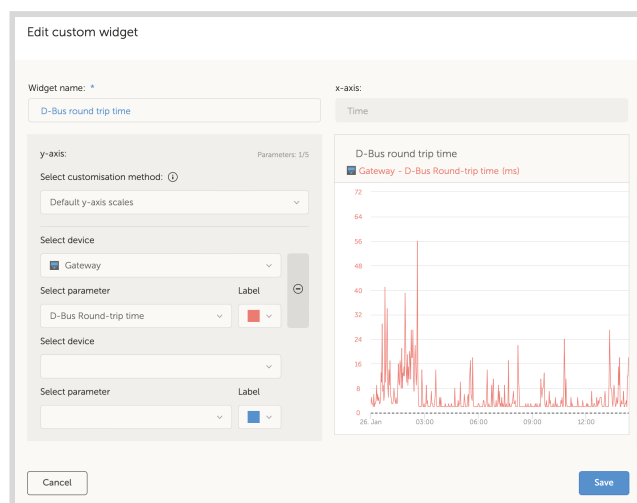 Edit custom widget
Widget name: *
x-axis:
D-Bus round trip time
Time
y-axis:
Parameters: 1/5
Select customisation method:
Default y-axis scales
Select device
Gateway
Select parameter
Label
D-Bus Round-trip time
Select device
Select parameter
Label
D-Bus round trip time
Gateway - D-Bus Round-trip time (ms)
72
64
56
48
40
32
24
16
8
0
26. Jan
03:00
06:00
09:00
12:00
Cancel
Save